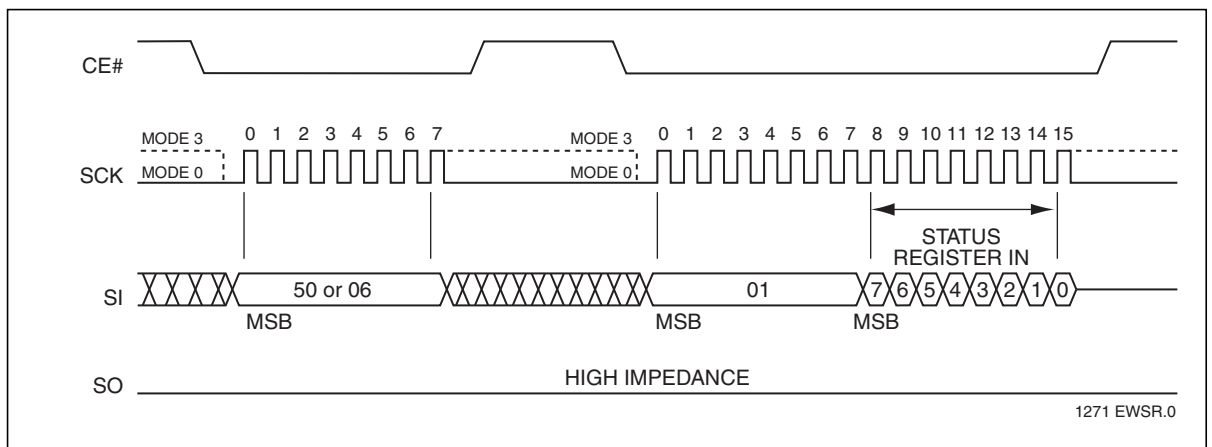 CE#
MODE 3 0 1 2 3 4 5 6 7 MODE 3 0 1 2 3 4 5 6 7 8 9 10 11 12 13 14 15
SCK MODE 0 MODE 0
STATUS
REGISTER IN
SI 50 or 06 01 7 6 5 4 3 2 1 0
MSB MSB MSB
SO HIGH IMPEDANCE
1271 EWSR.0